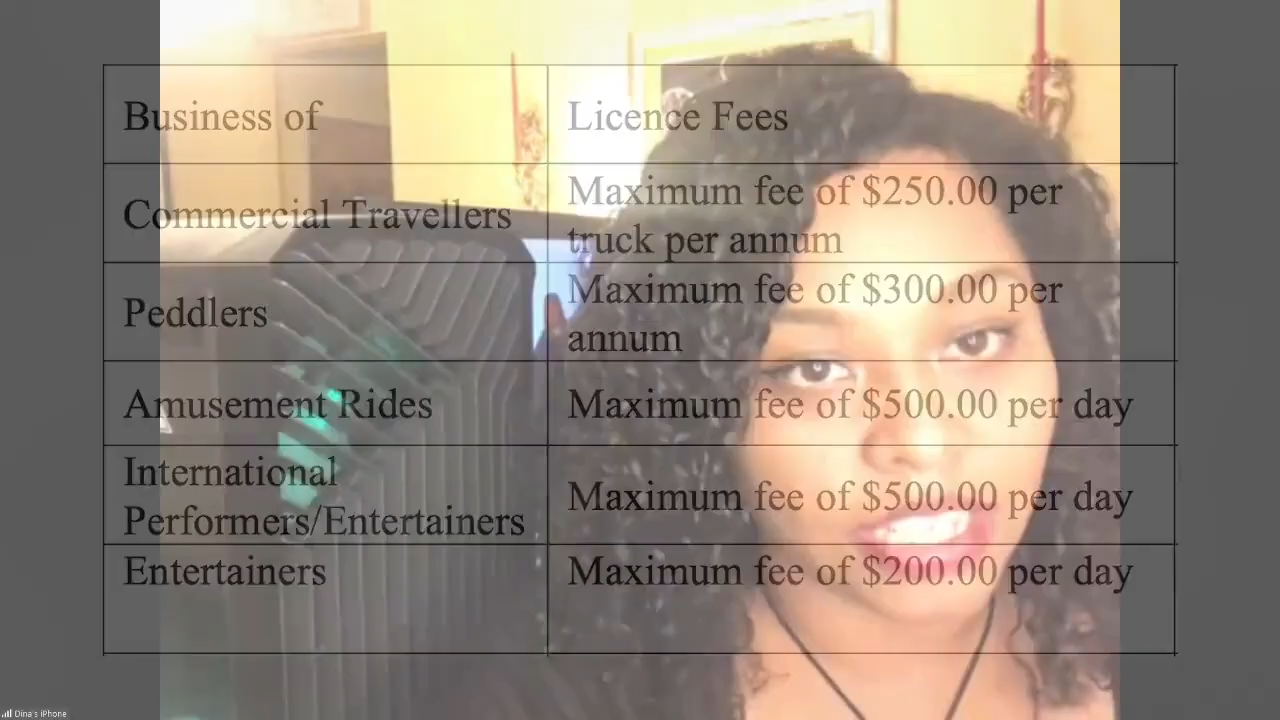 Business of
Licence Fees
Commercial Travellers
Maximum fee of $250.00 per
truck per annum
Peddlers
Maximum fee of $300.00 per
annum
Amusement Rides
Maximum fee of $500.00 per day
International
Performers/Entertainers
Maximum fee of $500.00 per day
Entertainers
Maximum fee of $200.00 per day
Dina's iPhone